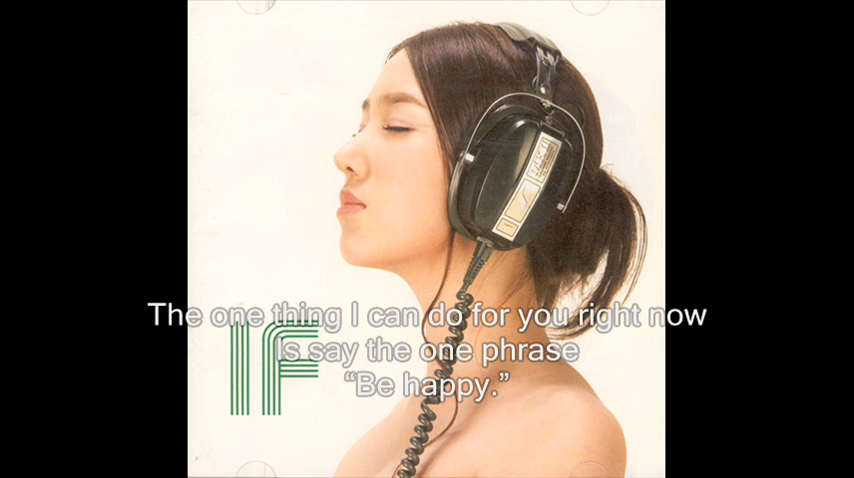 The one thing I can do for you right now
IF
Is say the one phrase
“Be happy.”